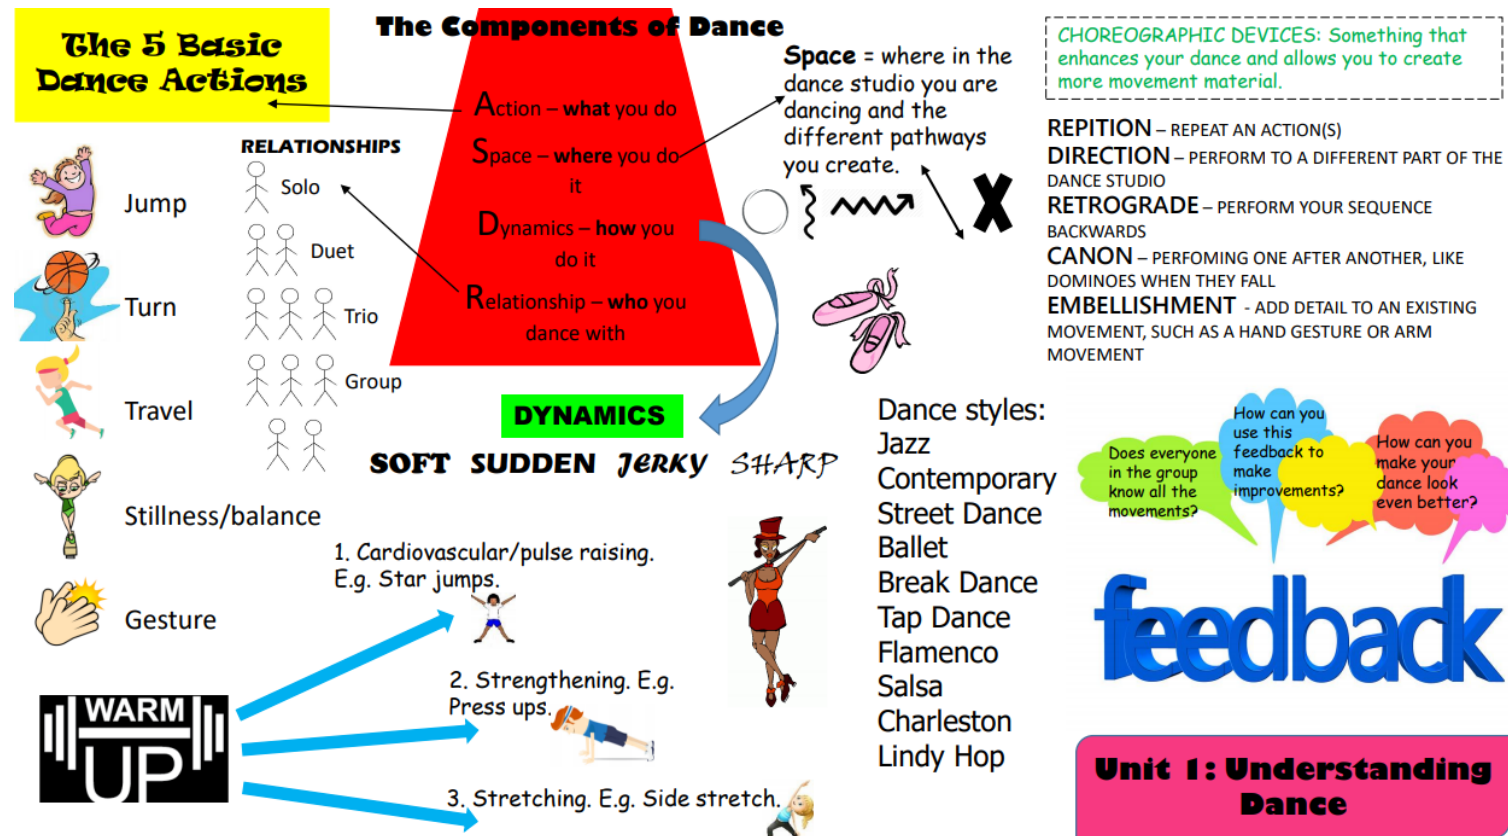 The 5 Basic
Dance Actions
Jump
Turn
Travel
Stillness/balance
Gesture
RELATIONSHIPS
Solo
Duet
Trio
Group
The Components of Dance
Action – what you do
Space – where you do
it
Dynamics – how you
do it
Relationship – who you
dance with
Space = where in the
dance studio you are
dancing and the
different pathways
you create.
DYNAMICS
SOFT SUDDEN JERKY SHARP
CHOREOGRAPHIC DEVICES: Something that
enhances your dance and allows you to create
more movement material.
REPITION – REPEAT AN ACTION(S)
DIRECTION – PERFORM TO A DIFFERENT PART OF THE
DANCE STUDIO
RETROGRADE – PERFORM YOUR SEQUENCE
BACKWARDS
CANON – PERFOMING ONE AFTER ANOTHER, LIKE
DOMINOES WHEN THEY FALL
EMBELLISHMENT - ADD DETAIL TO AN EXISTING
MOVEMENT, SUCH AS A HAND GESTURE OR ARM
MOVEMENT
WARM
UP
1. Cardiovascular/pulse raising.
E.g. Star jumps.
2. Strengthening. E.g.
Press ups.
3. Stretching. E.g. Side stretch.
Dance styles:
Jazz
Contemporary
Street Dance
Ballet
Break Dance
Tap Dance
Flamenco
Salsa
Charleston
Lindy Hop
Does everyone
in the group
know all the
movements?
How can you
use this
feedback to
make
improvements?
How can you
make your
dance look
even better?
feedback
Unit 1: Understanding
Dance